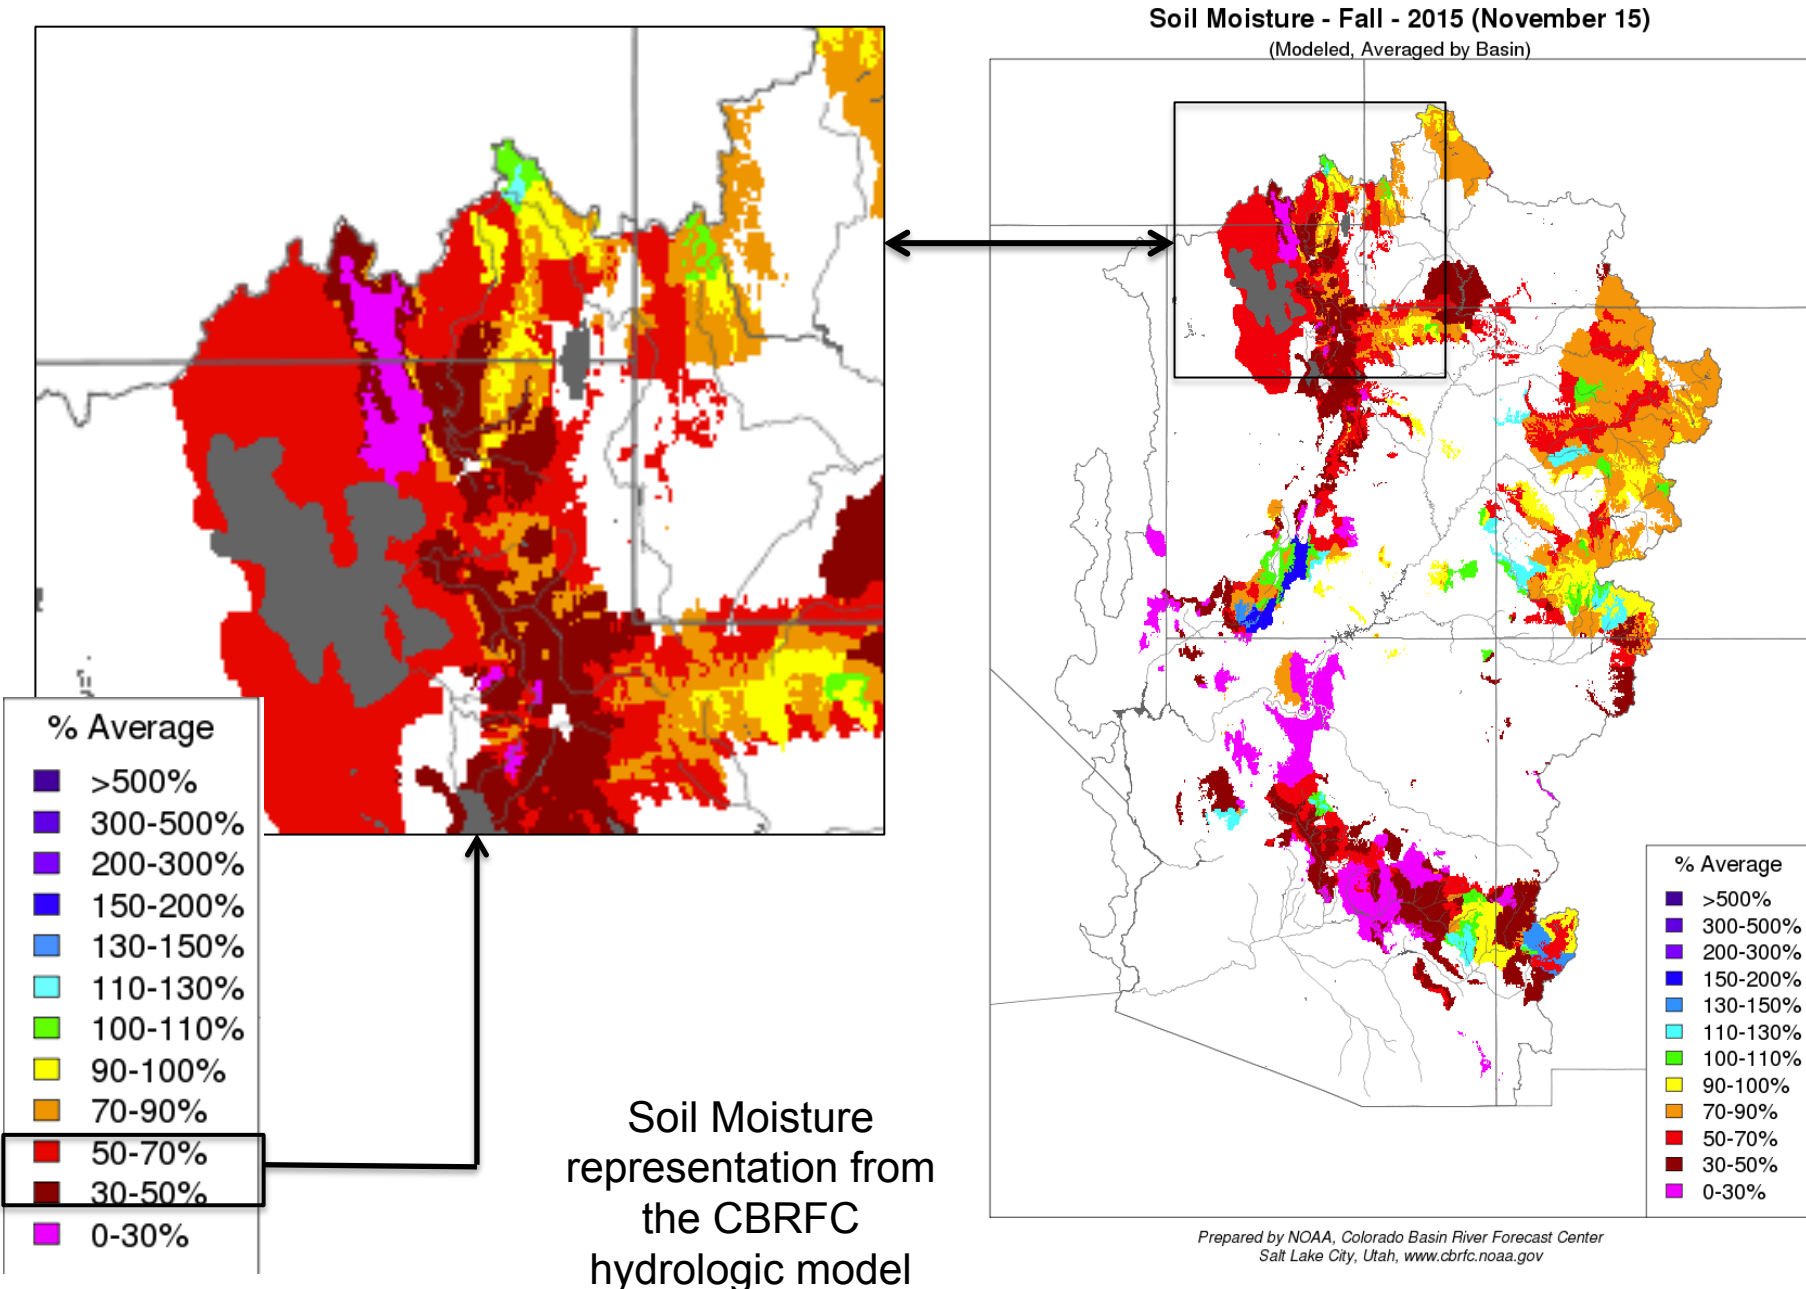 Soil Moisture - Fall - 2015 (November 15)
(Modeled, Averaged by Basin)
% Average
>500%
300-500%
200-300%
150-200%
130-150%
110-130%
100-110%
90-100%
70-90%
50-70%
30-50%
0-30%
Soil Moisture
representation from
the CBRFC
hydrologic model
% Average
>500%
300-500%
200-300%
150-200%
130-150%
110-130%
100-110%
90-100%
70-90%
50-70%
30-50%
0-30%
Prepared by NOAA, Colorado Basin River Forecast Center
Salt Lake City, Utah, www.cbrfc.noaa.gov